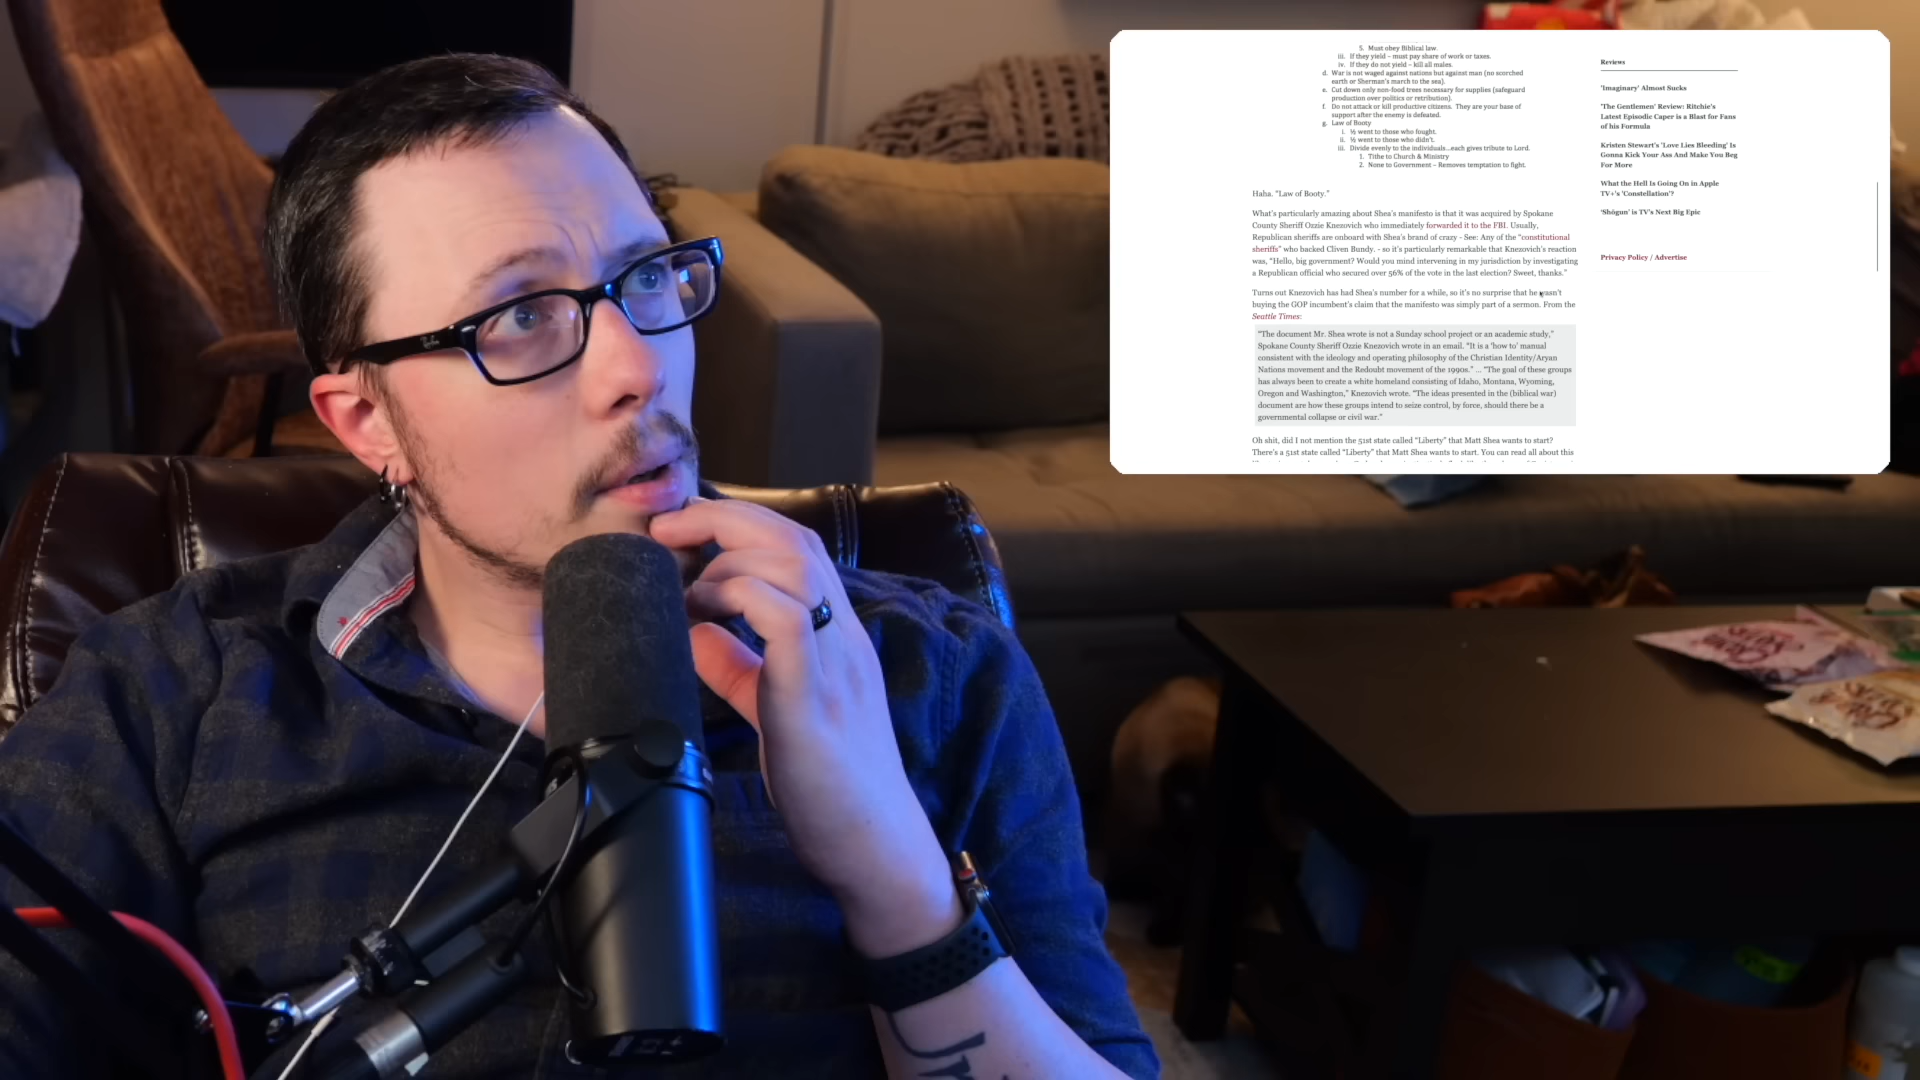 5. Must obey Biblical law.
iii. If they yield – must pay share of work or taxes.
iv. If they do not yield – kill all males.
d. War is not waged against nations but against man (no scorched
earth or Sherman's march to the sea).
e. Cut down only non-food trees necessary for supplies (safeguard
production over politics or retribution).
f. Do not attack or kill productive citizens. They are your base of
support after the enemy is defeated.
g. Law of Booty
i. ½ went to those who fought.
ii. ½ went to those who didn't.
iii. Divide evenly to the individuals...each gives tribute to Lord.
1. Tithe to Church & Ministry
2. None to Government – Removes temptation to fight.
Haha. "Law of Booty."
What's particularly amazing about Shea's manifesto is that it was acquired by Spokane
County Sheriff Ozzie Knezovich who immediately forwarded it to the FBI. Usually,
Republican sheriffs are onboard with Shea's brand of crazy - See: Any of the "constitutional
sheriffs" who backed Cliven Bundy. - so it's particularly remarkable that Knezovich's reaction
was, "Hello, big government? Would you mind intervening in my jurisdiction by investigating
a Republican official who secured over 56% of the vote in the last election? Sweet, thanks."
Turns out Knezovich has had Shea's number for a while, so it's no surprise that he wasn't
buying the GOP incumbent's claim that the manifesto was simply part of a sermon. From the
Seattle Times:
"The document Mr. Shea wrote is not a Sunday school project or an academic study,"
Spokane County Sheriff Ozzie Knezovich wrote in an email. "It is a 'how to' manual
consistent with the ideology and operating philosophy of the Christian Identity/Aryan
Nations movement and the Redoubt movement of the 1990s." ... "The goal of these groups
has always been to create a white homeland consisting of Idaho, Montana, Wyoming,
Oregon and Washington," Knezovich wrote. "The ideas presented in the (biblical war)
document are how these groups intend to seize control, by force, should there be a
governmental collapse or civil war."
Oh shit, did I not mention the 51st state called "Liberty" that Matt Shea wants to start?
There's a 51st state called "Liberty" that Matt Shea wants to start. You can read all about this
Reviews
'Imaginary' Almost Sucks
'The Gentlemen' Review: Ritchie's
Latest Episodic Caper is a Blast for Fans
of his Formula
Kristen Stewart's 'Love Lies Bleeding' Is
Gonna Kick Your Ass And Make You Beg
For More
What the Hell Is Going On in Apple
TV+'s 'Constellation'?
'Shōgun' is TV's Next Big Epic
Privacy Policy / Advertise
Ray-Ban